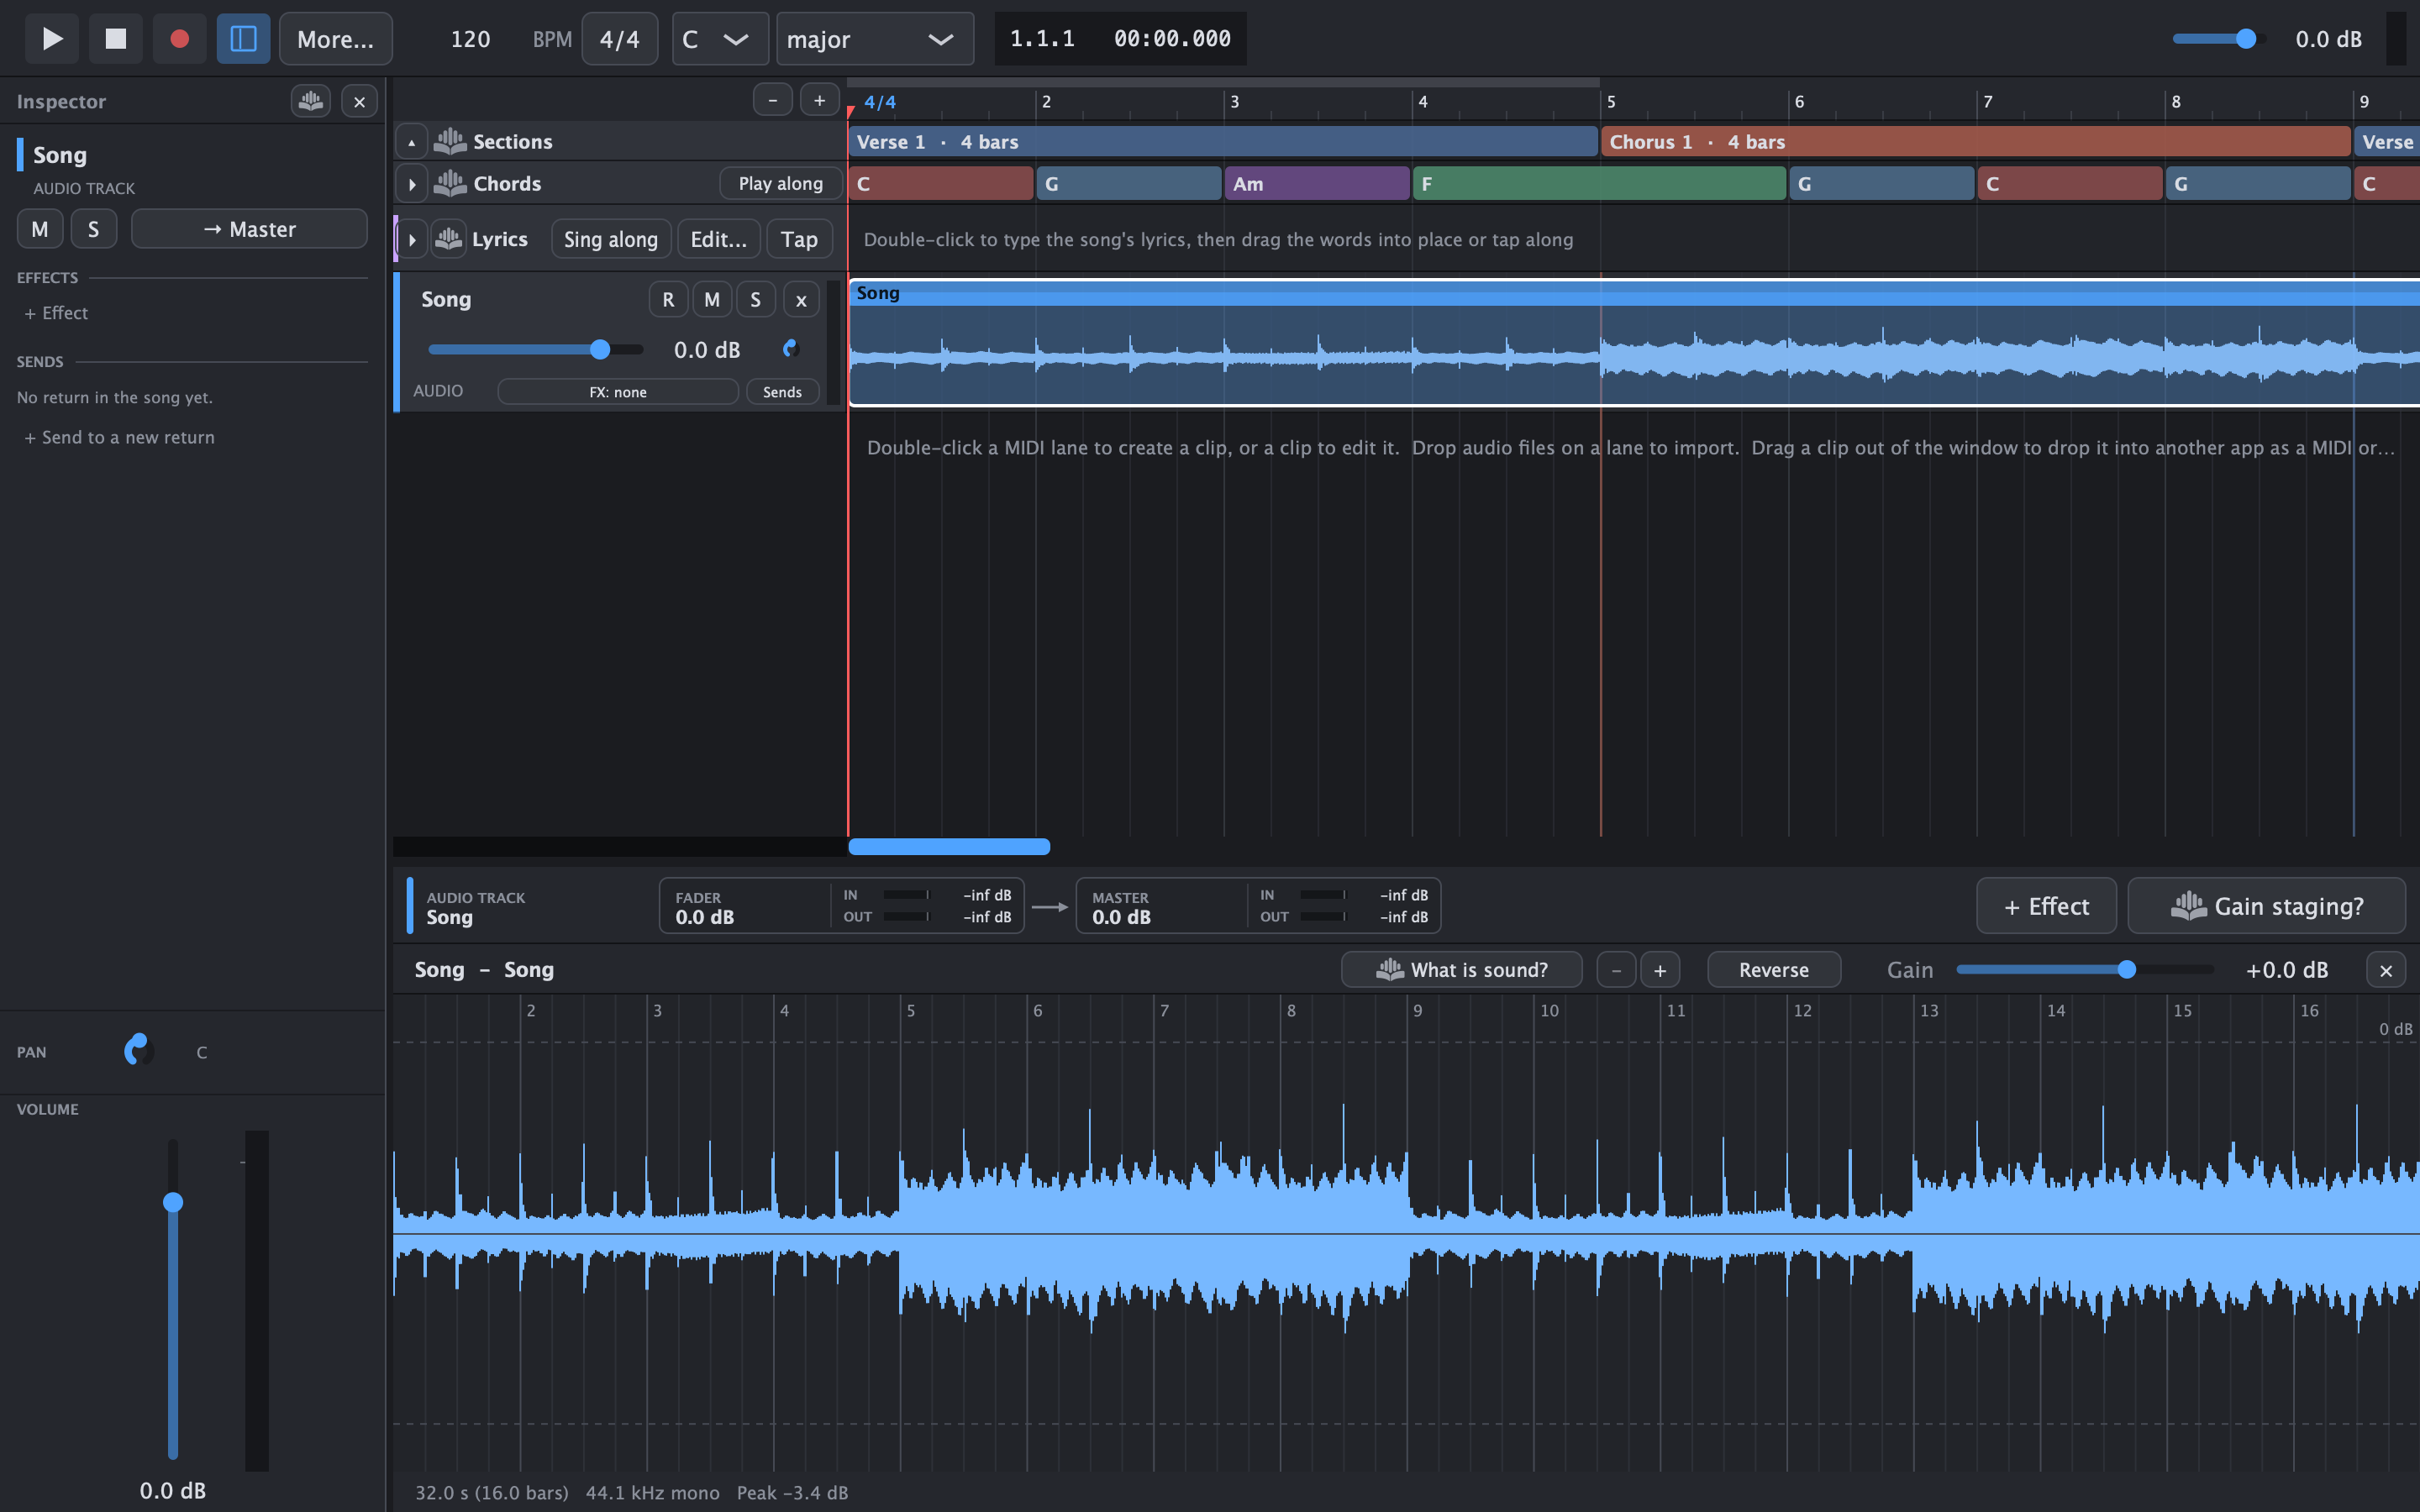 More... 120 BPM 4/4 C major 1.1.1 00:00.000 0.0 dB
Inspector
Song
AUDIO TRACK
M S → Master
EFFECTS
+ Effect
SENDS
No return in the song yet.
+ Send to a new return
PAN C
VOLUME
0.0 dB
- + 4/4 2 3 4 5 6 7 8 9
Sections Verse 1 · 4 bars Chorus 1 · 4 bars Verse
Chords Play along C G Am F G C G C
Lyrics Sing along Edit... Tap Double-click to type the song's lyrics, then drag the words into place or tap along
Song R M S x Song
0.0 dB
AUDIO FX: none Sends
Double-click a MIDI lane to create a clip, or a clip to edit it. Drop audio files on a lane to import. Drag a clip out of the window to drop it into another app as a MIDI or...
AUDIO TRACK FADER IN -inf dB MASTER IN -inf dB
Song 0.0 dB OUT -inf dB 0.0 dB OUT -inf dB
+ Effect Gain staging?
Song – Song What is sound? - + Reverse Gain +0.0 dB ×
2 3 4 5 6 7 8 9 10 11 12 13 14 15 16
0 dB
32.0 s (16.0 bars) 44.1 kHz mono Peak -3.4 dB